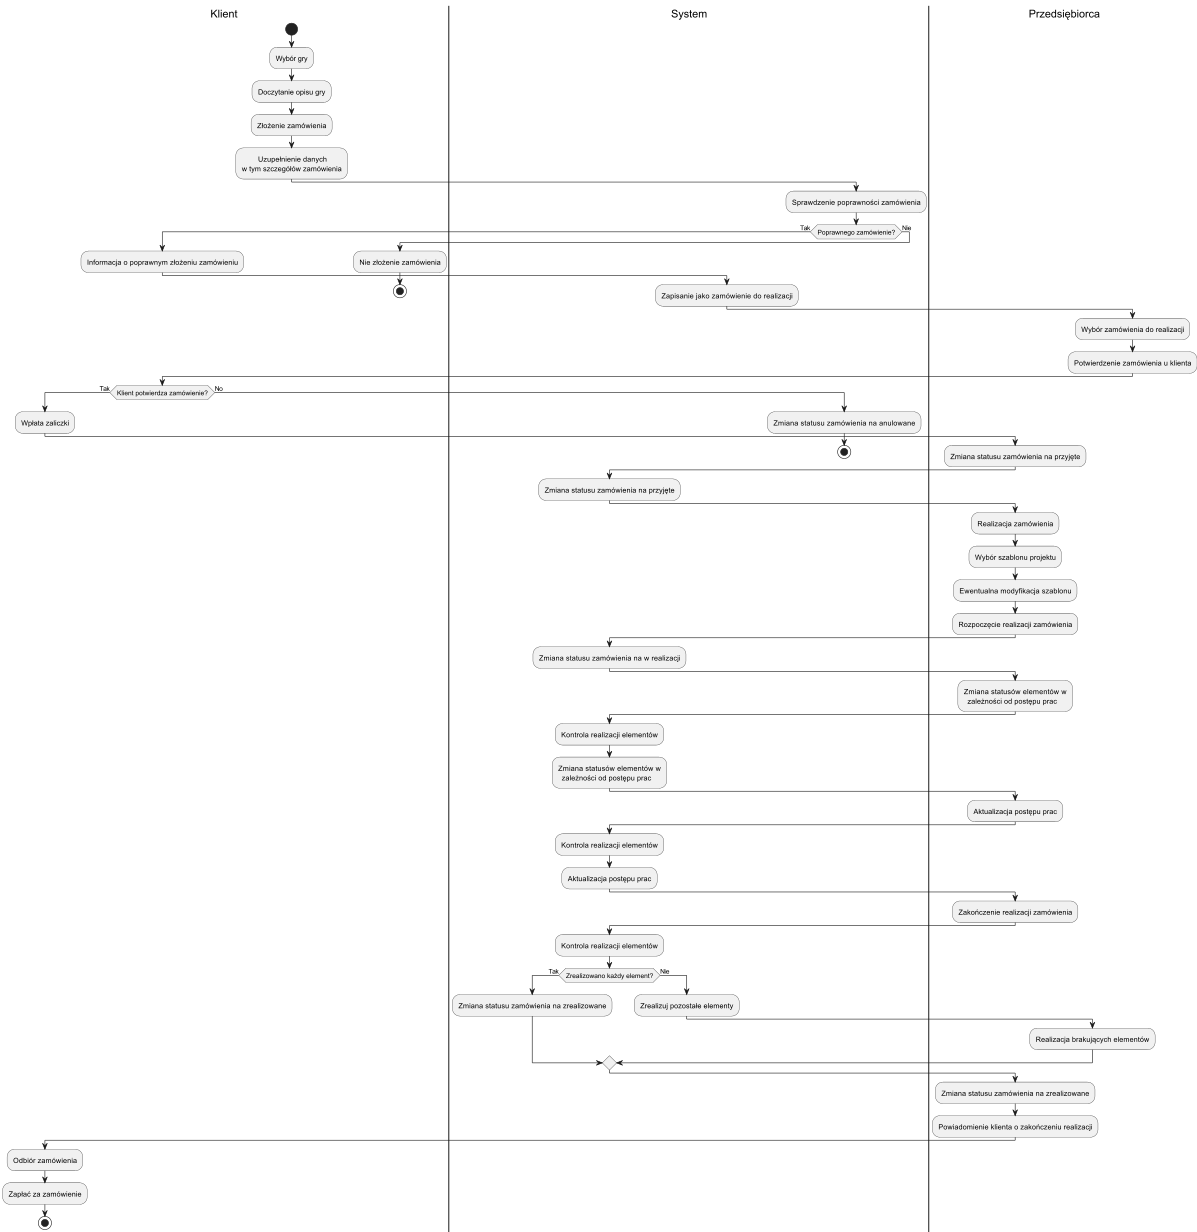 Klient
System
Przedsiębiorca
Wybór gry
Doczytanie opisu gry
Złożenie zamówienia
Uzupełnienie danych
w tym szczegółów zamówienia
Sprawdzenie poprawności zamówienia
Tak
Poprawnego zamówienie?
Nie
Informacja o poprawnym złożeniu zamówieniu
Nie złożenie zamówienia
Zapisanie jako zamówienie do realizacji
Wybór zamówienia do realizacji
Potwierdzenie zamówienia u klienta
Tak
Klient potwierdza zamówienie?
No
Wpłata zaliczki
Zmiana statusu zamówienia na anulowane
Zmiana statusu zamówienia na przyjęte
Zmiana statusu zamówienia na przyjęte
Realizacja zamówienia
Wybór szablonu projektu
Ewentualna modyfikacja szablonu
Rozpoczęcie realizacji zamówienia
Zmiana statusu zamówienia na w realizacji
Zmiana statusów elementów w
zależności od postępu prac
Kontrola realizacji elementów
Zmiana statusów elementów w
zależności od postępu prac
Aktualizacja postępu prac
Kontrola realizacji elementów
Aktualizacja postępu prac
Zakończenie realizacji zamówienia
Kontrola realizacji elementów
Tak
Zrealizowano każdy element?
Nie
Zmiana statusu zamówienia na zrealizowane
Zrealizuj pozostałe elementy
Realizacja brakujących elementów
Zmiana statusu zamówienia na zrealizowane
Powiadomienie klienta o zakończeniu realizacji
Odbiór zamówienia
Zapłać za zamówienie